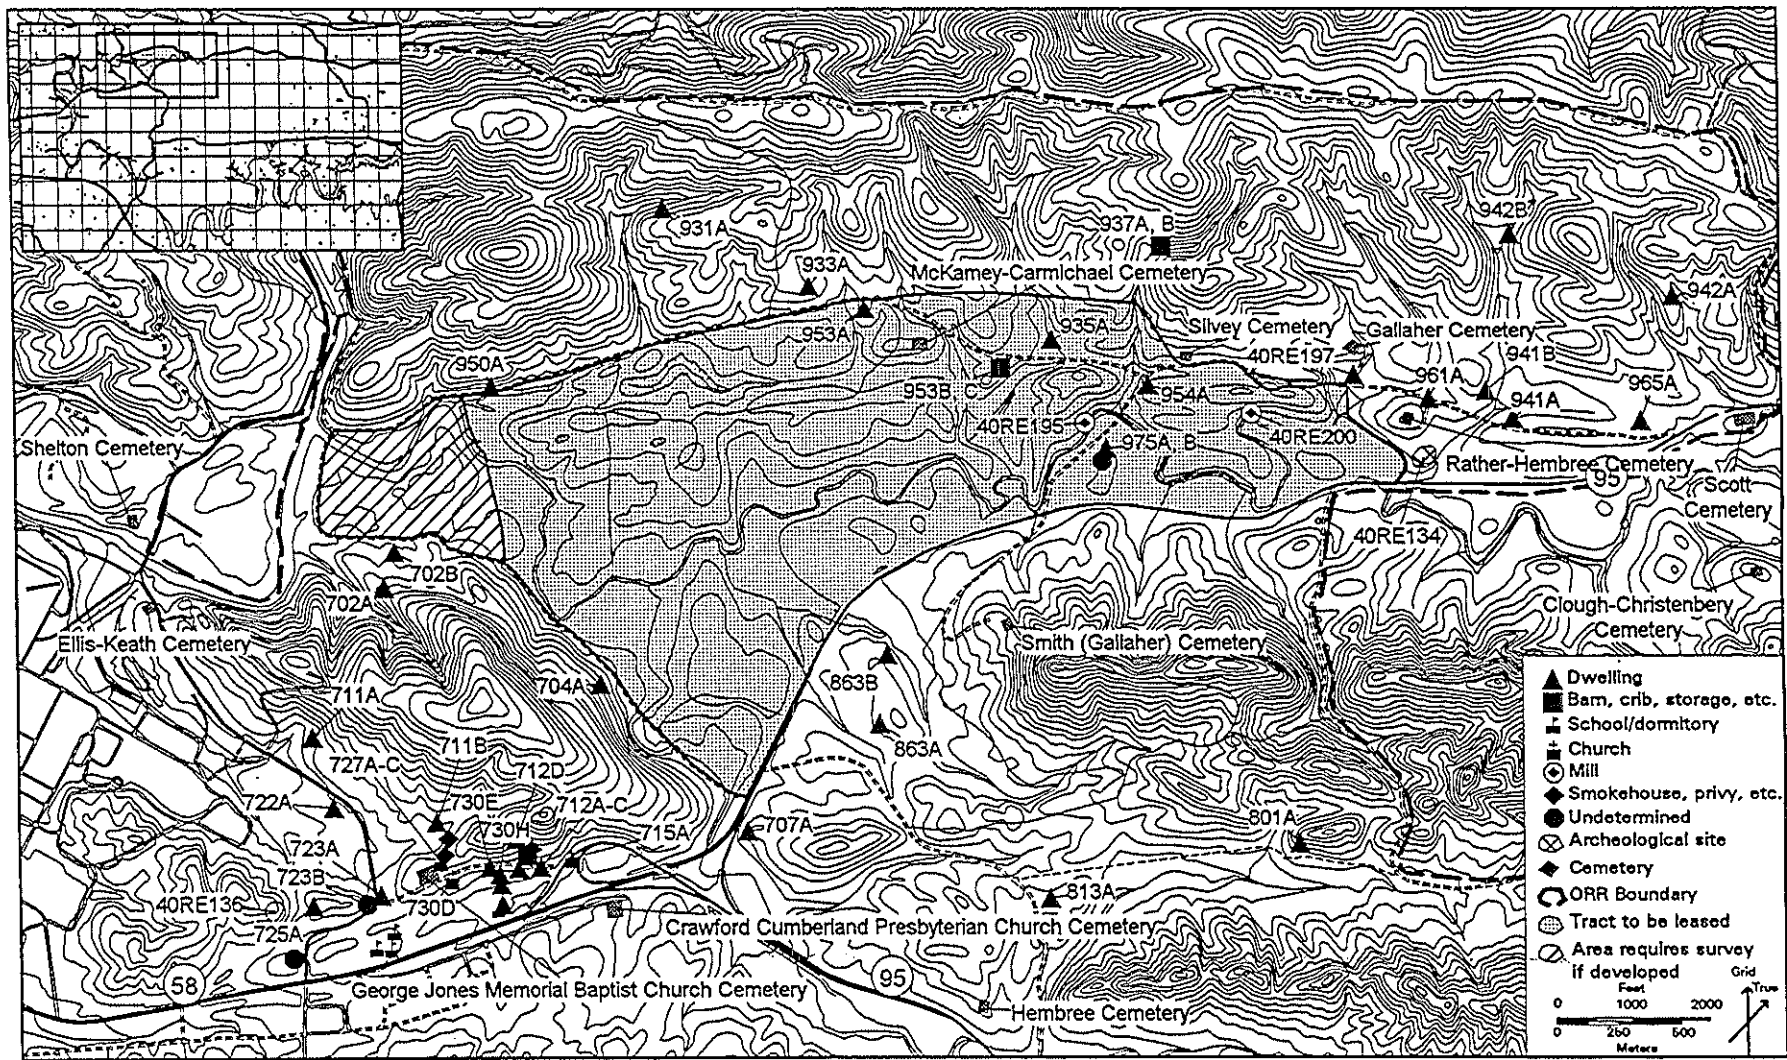 942B
931A
937A, B
933A
McKamey-Carmichael Cemetery
942A
953A
935A
Silvey Cemetery
Gallaher Cemetery
950A
40RE197
941B
961A
965A
953B, C
954A
941A
Shelton Cemetery
40RE195
40RE200
975A, B
Rather-Hembree Cemetery
95
Scott
Cemetery
40RE134
702B
702A
Clough-Christenbery
Cemetery
Ellis-Keath Cemetery
Smith (Gallaher) Cemetery
704A
863B
711A
863A
711B
727A-C
712D
722A
730E
712A-C
730H
715A
707A
801A
723A
723B
40RE136
730D
813A
725A
Crawford Cumberland Presbyterian Church Cemetery
58
George Jones Memorial Baptist Church Cemetery
95
Hembree Cemetery
Dwelling
Barn, crib, storage, etc.
School/dormitory
Church
Mill
Smokehouse, privy, etc.
Undetermined
Archeological site
Cemetery
ORR Boundary
Tract to be leased
Area requires survey
if developed
Feet
0 1000 2000
0 250 500
Meters
Grid
True